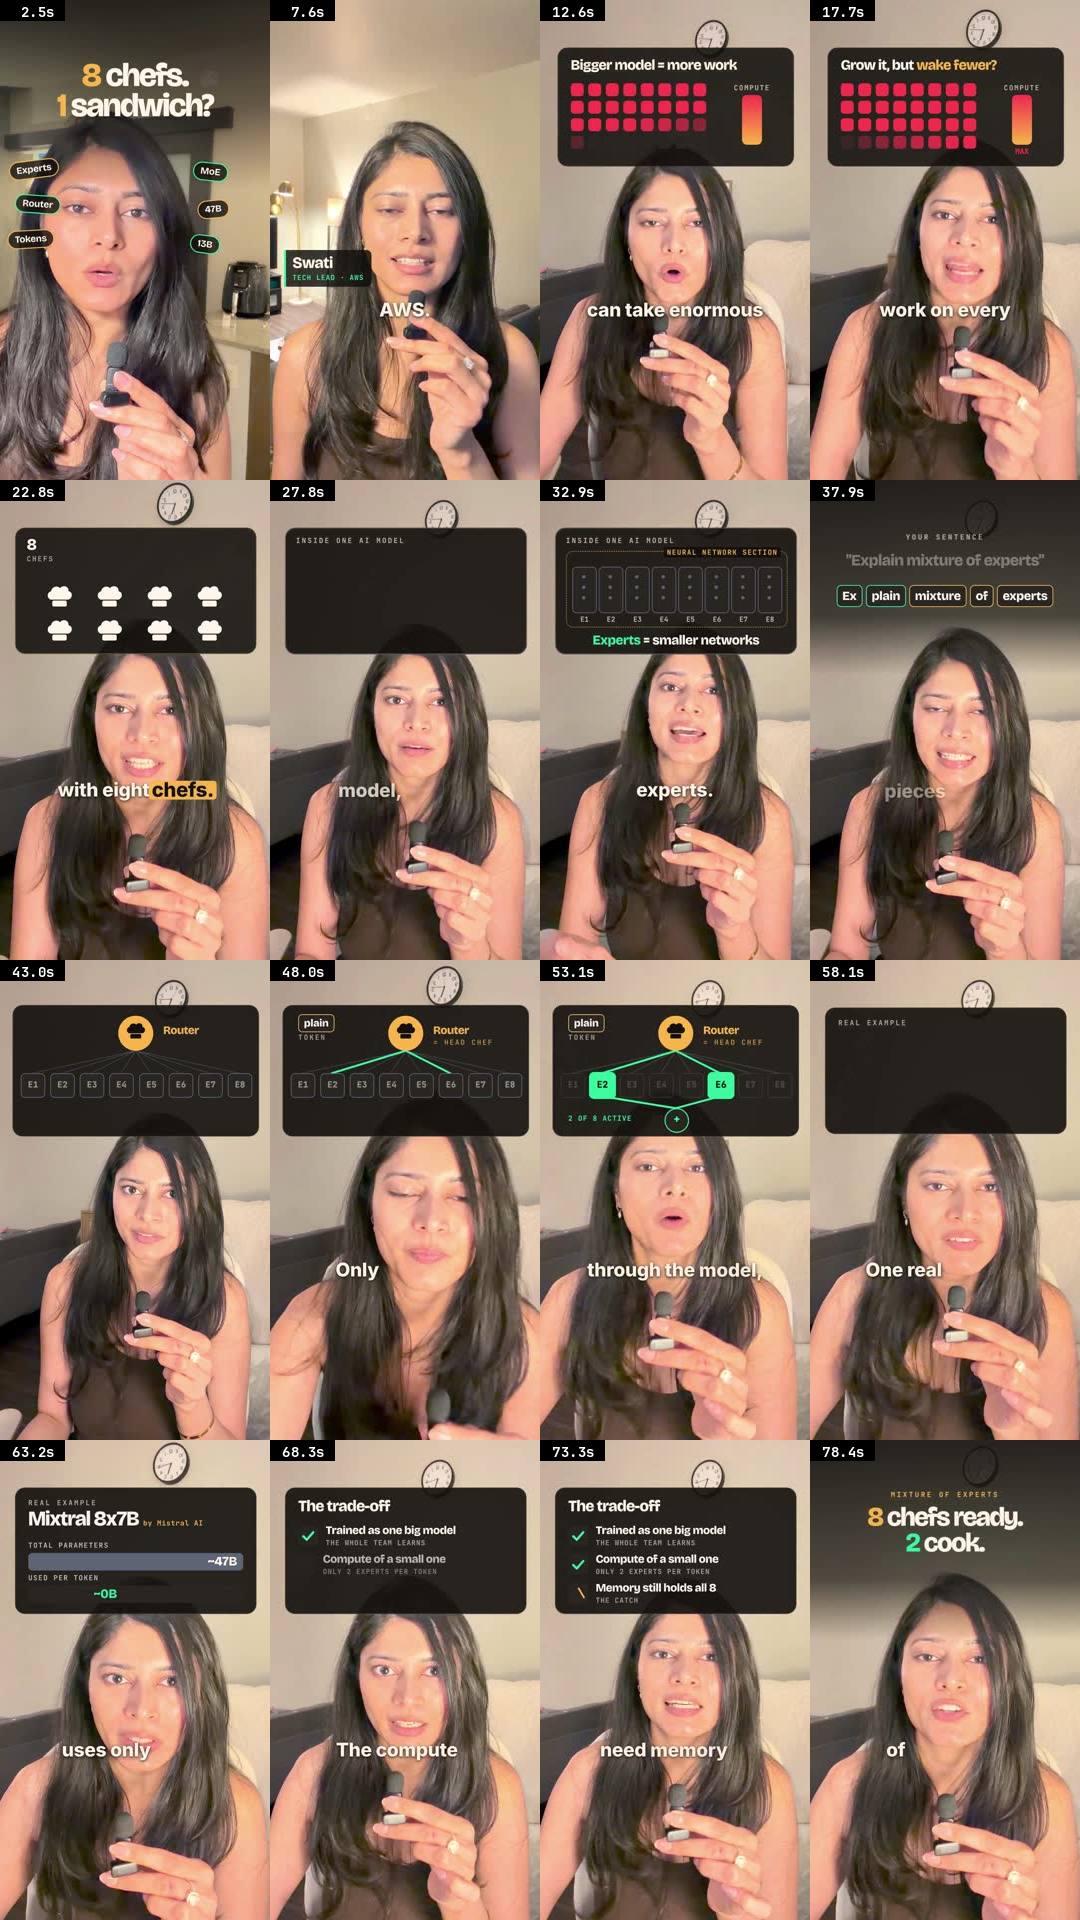 2.5s
8 chefs.
1 sandwich?
Experts
MoE
Router
47B
Tokens
13B
7.6s
Swati
TECH LEAD · AWS
AWS.
12.6s
Bigger model = more work
COMPUTE
can take enormous
17.7s
Grow it, but wake fewer?
COMPUTE
MAX
work on every
22.8s
8
CHEFS
with eight chefs.
27.8s
INSIDE ONE AI MODEL
model,
32.9s
INSIDE ONE AI MODEL
NEURAL NETWORK SECTION
E1 E2 E3 E4 E5 E6 E7 E8
Experts = smaller networks
experts.
37.9s
YOUR SENTENCE
"Explain mixture of experts"
Ex plain mixture of experts
pieces
43.0s
Router
E1 E2 E3 E4 E5 E6 E7 E8
48.0s
plain
TOKEN
Router
= HEAD CHEF
E1 E2 E3 E4 E5 E6 E7 E8
Only
53.1s
plain
TOKEN
Router
= HEAD CHEF
E1 E2 E3 E4 E5 E6 E7 E8
2 OF 8 ACTIVE
+
through the model,
58.1s
REAL EXAMPLE
One real
63.2s
REAL EXAMPLE
Mixtral 8x7B by Mistral AI
TOTAL PARAMETERS
~47B
USED PER TOKEN
~0B
uses only
68.3s
The trade-off
Trained as one big model
THE WHOLE TEAM LEARNS
Compute of a small one
ONLY 2 EXPERTS PER TOKEN
The compute
73.3s
The trade-off
Trained as one big model
THE WHOLE TEAM LEARNS
Compute of a small one
ONLY 2 EXPERTS PER TOKEN
Memory still holds all 8
THE CATCH
need memory
78.4s
MIXTURE OF EXPERTS
8 chefs ready.
2 cook.
of